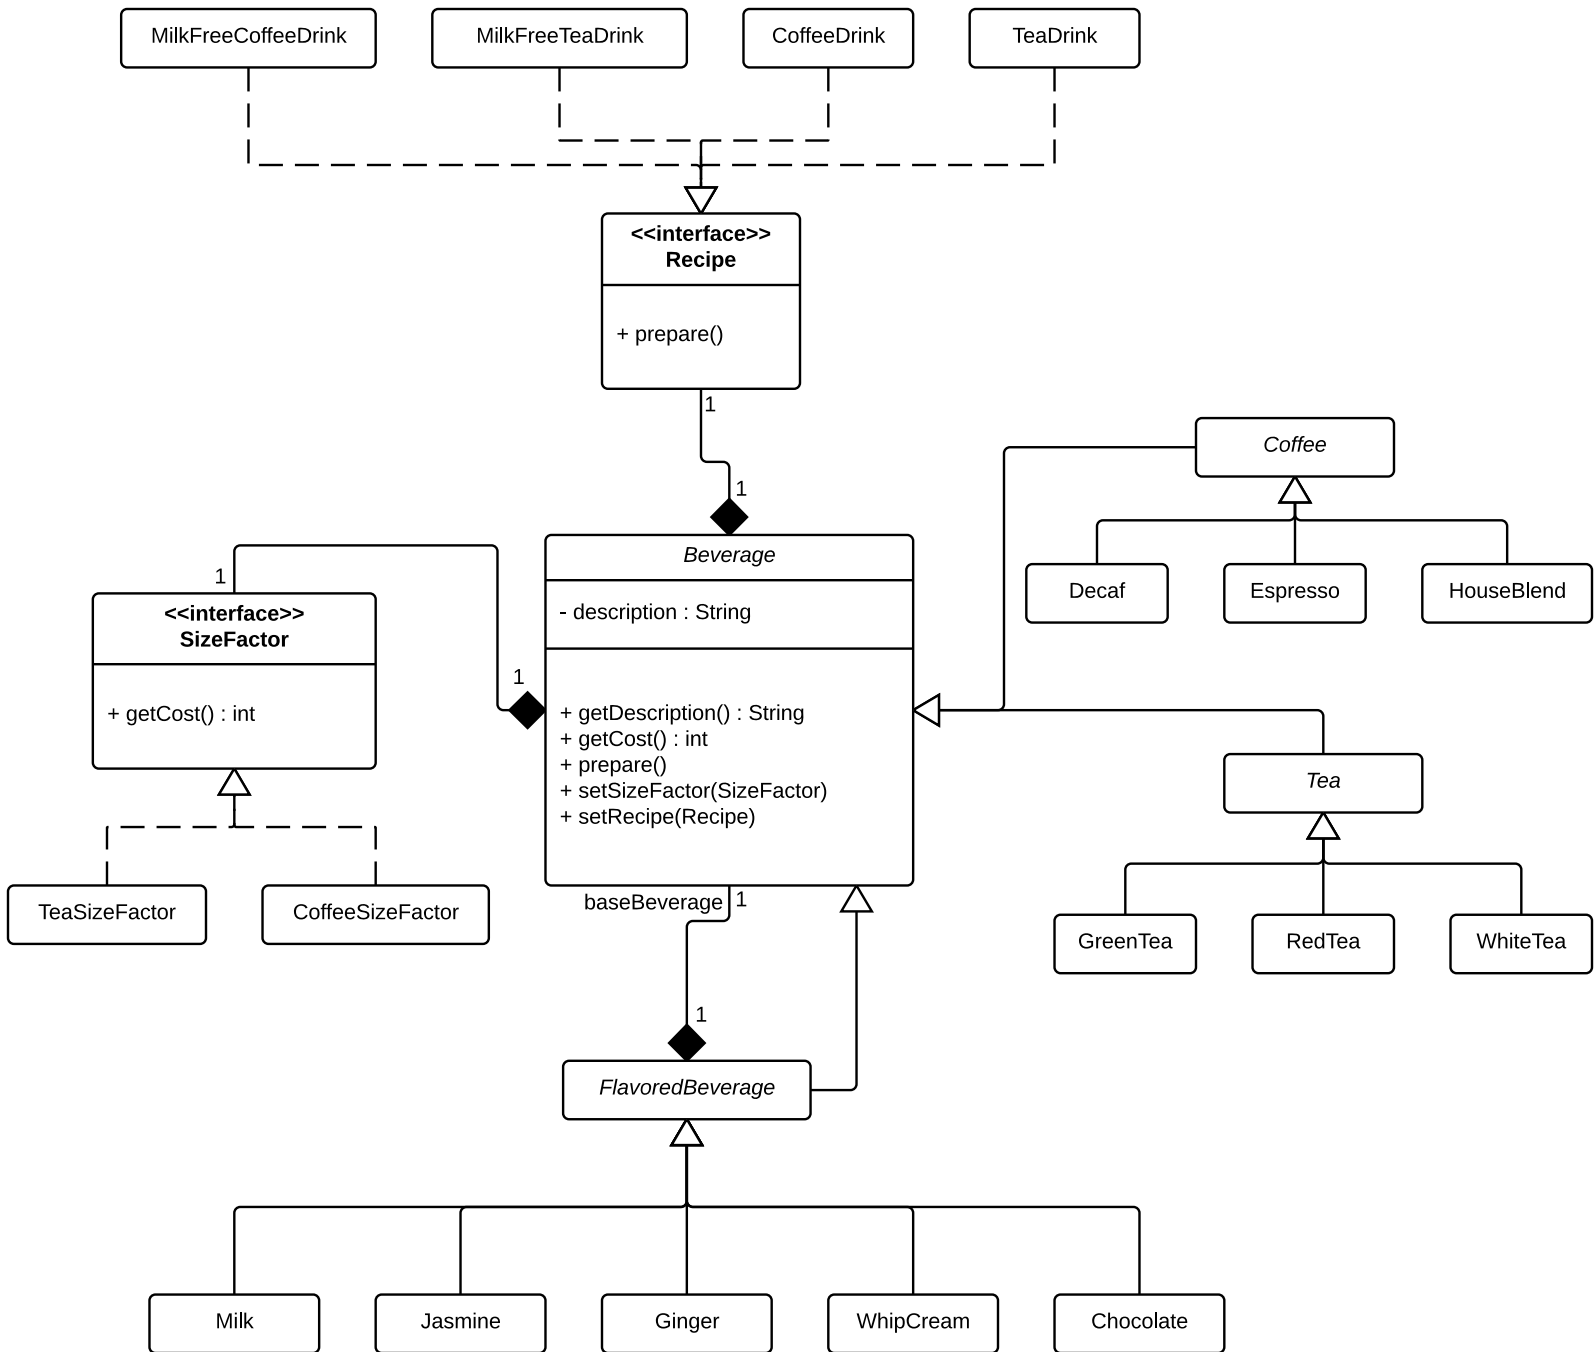 MilkFreeCoffeeDrink
MilkFreeTeaDrink
CoffeeDrink
TeaDrink
<<interface>>
Recipe
+ prepare()
1
1
Coffee
Decaf
Espresso
HouseBlend
1
<<interface>>
SizeFactor
+ getCost() : int
1
Beverage
- description : String
+ getDescription() : String
+ getCost() : int
+ prepare()
+ setSizeFactor(SizeFactor)
+ setRecipe(Recipe)
Tea
GreenTea
RedTea
WhiteTea
TeaSizeFactor
CoffeeSizeFactor
baseBeverage
1
1
FlavoredBeverage
Milk
Jasmine
Ginger
WhipCream
Chocolate